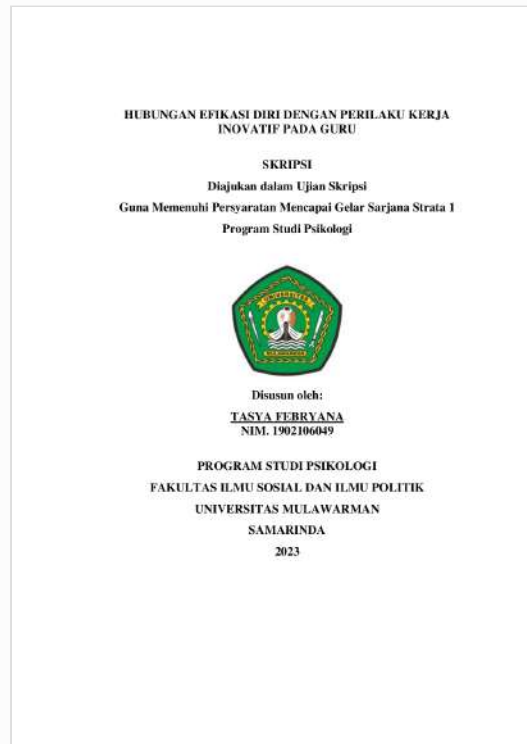 HUBUNGAN EFIKASI DIRI DENGAN PERILAKU KERJA
INOVATIF PADA GURU
SKRIPSI
Diajukan dalam Ujian Skripsi
Guna Memenuhi Persyaratan Mencapai Gelar Sarjana Strata 1
Program Studi Psikologi
UNIVERSITAS
MULAWARMAN
Disusun oleh:
TASYA FEBRYANA
NIM. 1902106049
PROGRAM STUDI PSIKOLOGI
FAKULTAS ILMU SOSIAL DAN ILMU POLITIK
UNIVERSITAS MULAWARMAN
SAMARINDA
2023